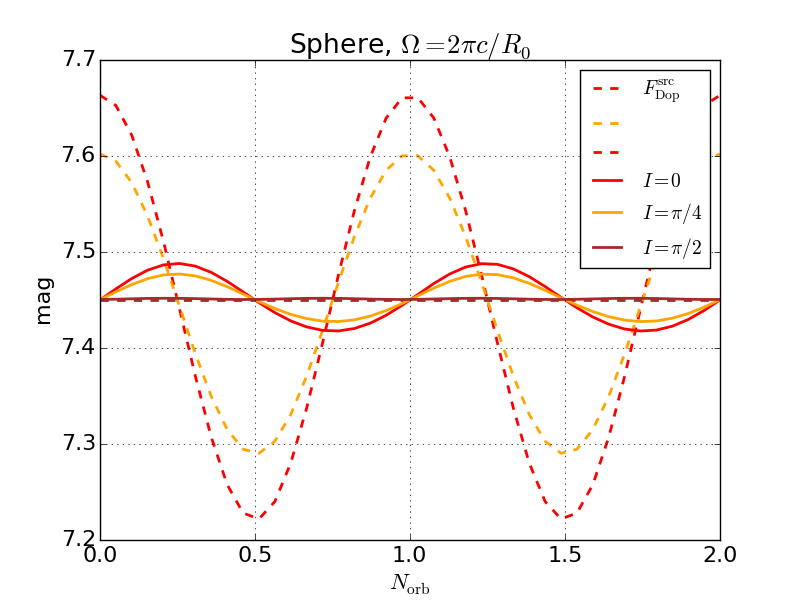 Sphere, Ω = 2πc/R₀
7.7
7.6
7.5
7.4
7.3
7.2
mag
0.0 0.5 1.0 1.5 2.0
N_orb
F^src_Dop
I = 0
I = π/4
I = π/2